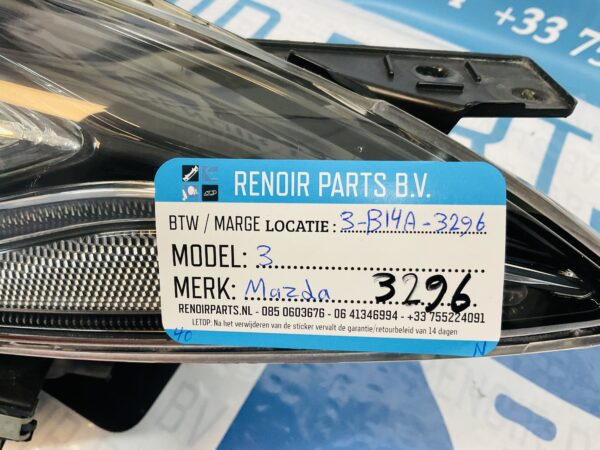 +33 755
RENOIR PARTS B.V.
BTW / MARGE LOCATIE: 3-B14A-3296
MODEL: 3
MERK: Mazda 3296
RENOIRPARTS.NL - 085 0603676 - 06 41346994 - +33 755224091
LETOP: Na het verwijderen van de sticker vervalt de garantie/retourbeleid van 14 dagen
40 N